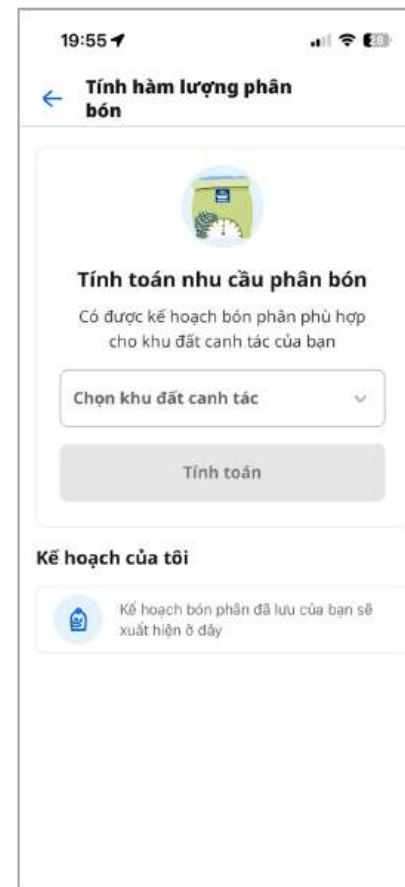 19:55
28
Tính hàm lượng phân
bón
Tính toán nhu cầu phân bón
Có được kế hoạch bón phân phù hợp
cho khu đất canh tác của bạn
Chọn khu đất canh tác
Tính toán
Kế hoạch của tôi
Kế hoạch bón phân đã lưu của bạn sẽ
xuất hiện ở đây